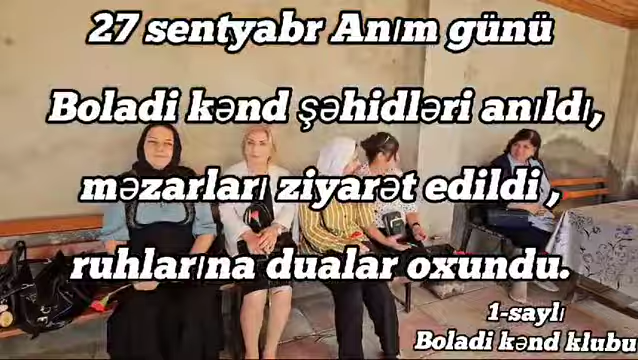 27 sentyabr Anım günü
Boladi kənd şəhidləri anıldı,
məzarları ziyarət edildi ,
ruhlarına dualar oxundu.
1-saylı
Boladi kənd klubu